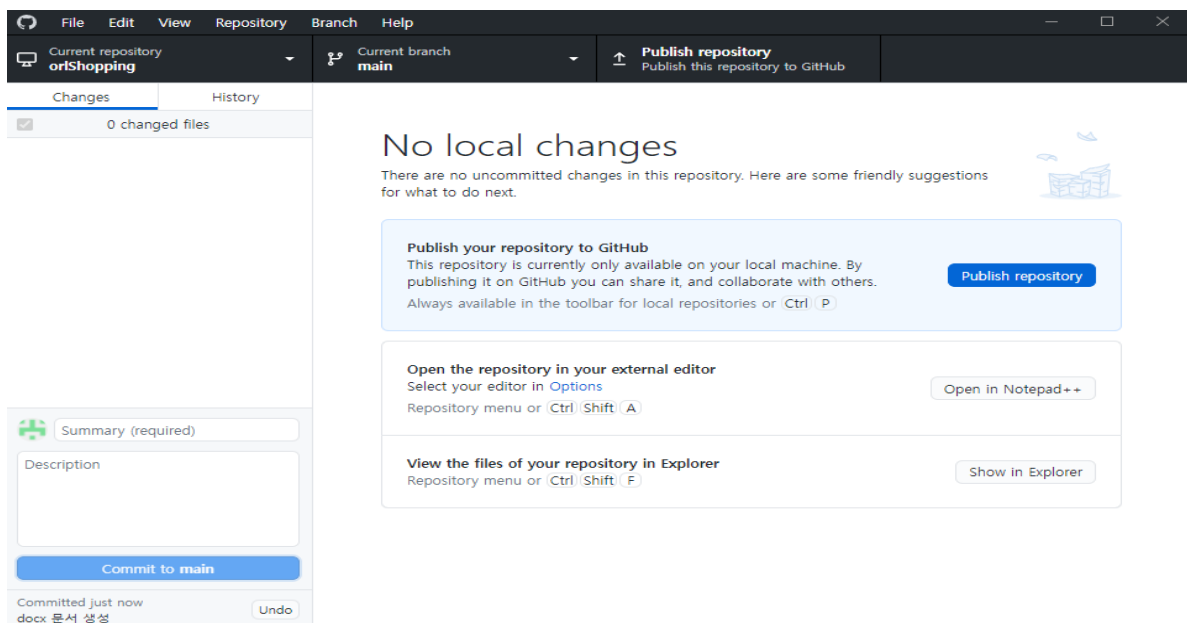 File Edit View Repository Branch Help
Current repository
orlShopping
Current branch
main
Publish repository
Publish this repository to GitHub
Changes History
0 changed files
No local changes
There are no uncommitted changes in this repository. Here are some friendly suggestions
for what to do next.
Publish your repository to GitHub
This repository is currently only available on your local machine. By
publishing it on GitHub you can share it, and collaborate with others.
Always available in the toolbar for local repositories or Ctrl P
Publish repository
Open the repository in your external editor
Select your editor in Options
Repository menu or Ctrl Shift A
Open in Notepad++
View the files of your repository in Explorer
Repository menu or Ctrl Shift F
Show in Explorer
Summary (required)
Description
Commit to main
Committed just now
docx 문서 생성
Undo